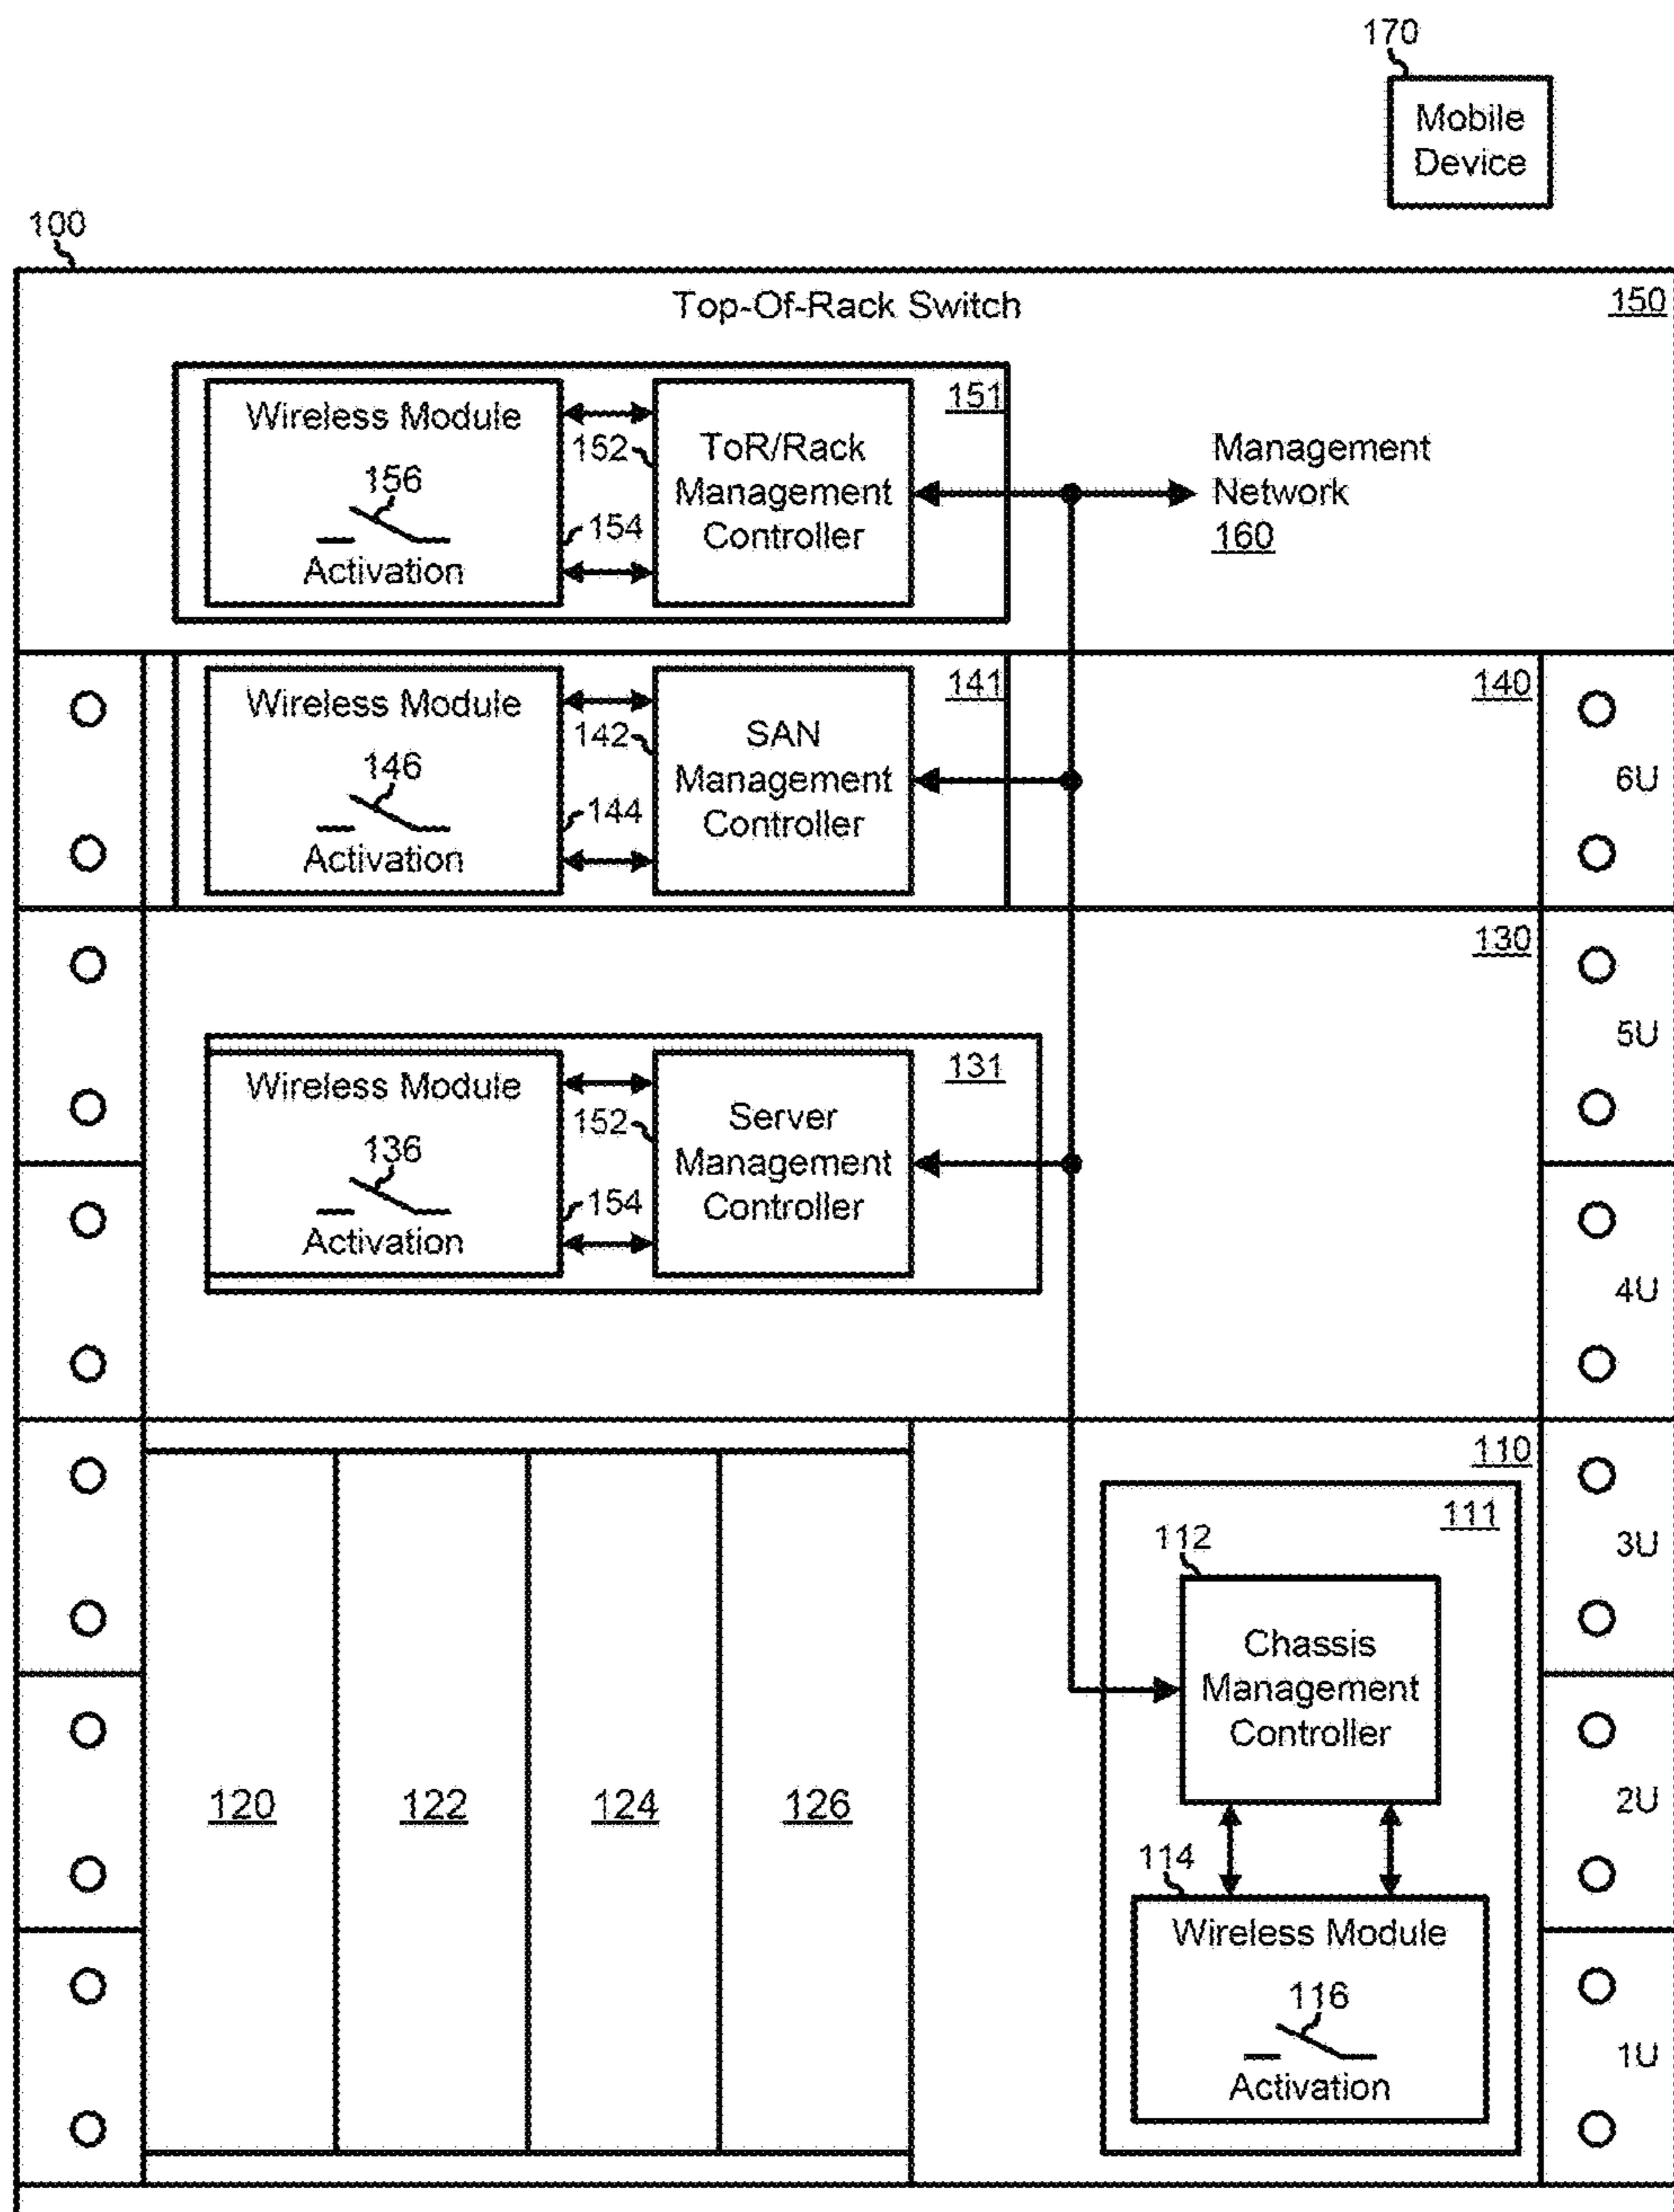 170
Mobile
Device
100
Top-Of-Rack Switch
150
Wireless Module
156
Activation
152
154
ToR/Rack
Management
Controller
151
Management
Network
160
Wireless Module
146
Activation
142
144
SAN
Management
Controller
141
140
6U
130
5U
Wireless Module
136
Activation
152
154
Server
Management
Controller
131
4U
110
111
3U
112
Chassis
Management
Controller
120
122
124
126
2U
114
Wireless Module
116
Activation
1U